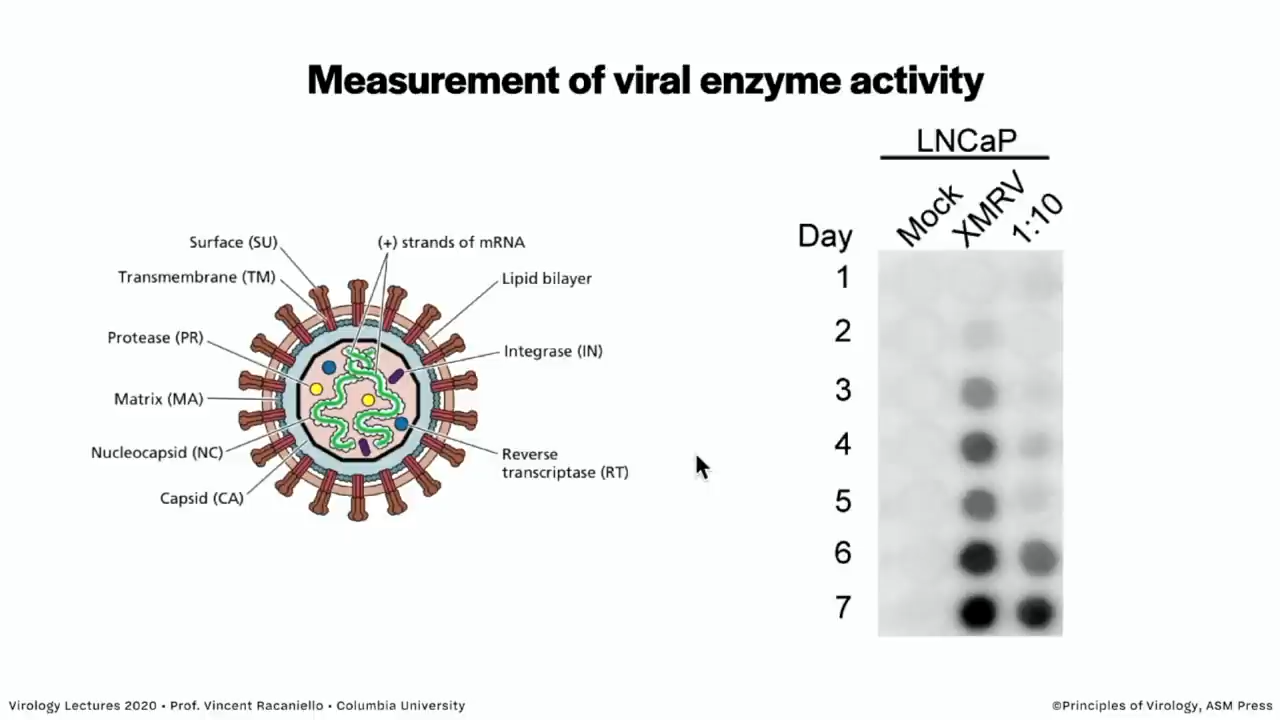 Measurement of viral enzyme activity
Surface (SU)
Transmembrane (TM)
Protease (PR)
Matrix (MA)
Nucleocapsid (NC)
Capsid (CA)
(+) strands of mRNA
Lipid bilayer
Integrase (IN)
Reverse
transcriptase (RT)
LNCaP
Day
Mock
XMRV
1:10
1
2
3
4
5
6
7
Virology Lectures 2020 • Prof. Vincent Racaniello • Columbia University
©Principles of Virology, ASM Press